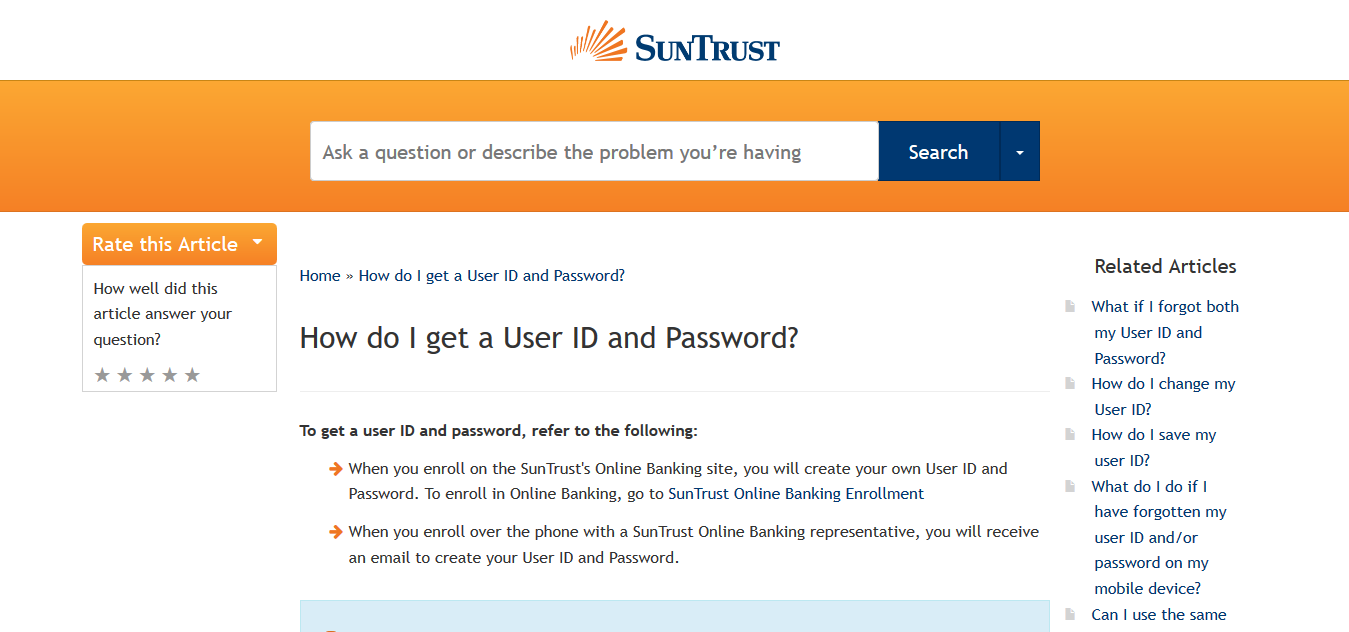 SUNTRUST
Ask a question or describe the problem you’re having
Search
Rate this Article
How well did this
article answer your
question?
Home » How do I get a User ID and Password?
How do I get a User ID and Password?
To get a user ID and password, refer to the following:
When you enroll on the SunTrust's Online Banking site, you will create your own User ID and
Password. To enroll in Online Banking, go to SunTrust Online Banking Enrollment
When you enroll over the phone with a SunTrust Online Banking representative, you will receive
an email to create your User ID and Password.
Related Articles
What if I forgot both
my User ID and
Password?
How do I change my
User ID?
How do I save my
user ID?
What do I do if I
have forgotten my
user ID and/or
password on my
mobile device?
Can I use the same